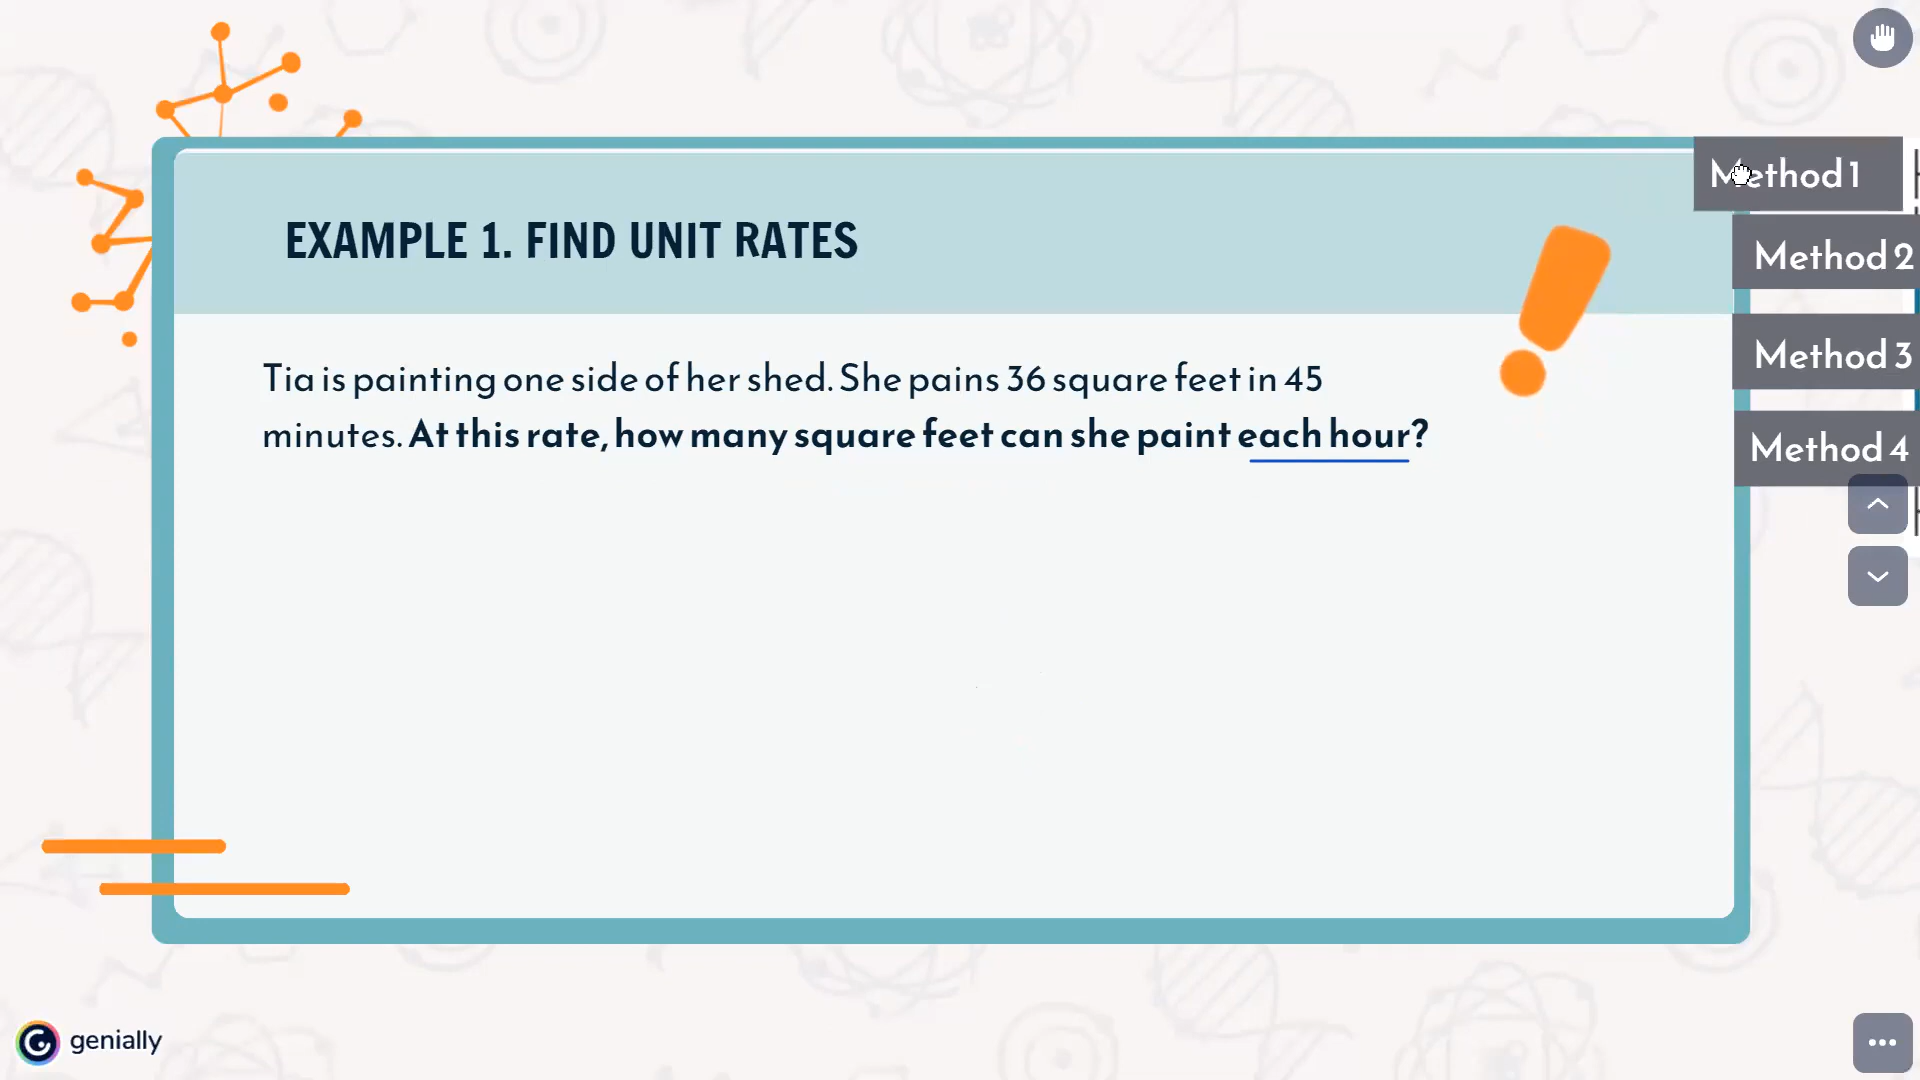 EXAMPLE 1. FIND UNIT RATES
Tia is painting one side of her shed. She pains 36 square feet in 45
minutes. At this rate, how many square feet can she paint each hour?
Method 1
Method 2
Method 3
Method 4
genially